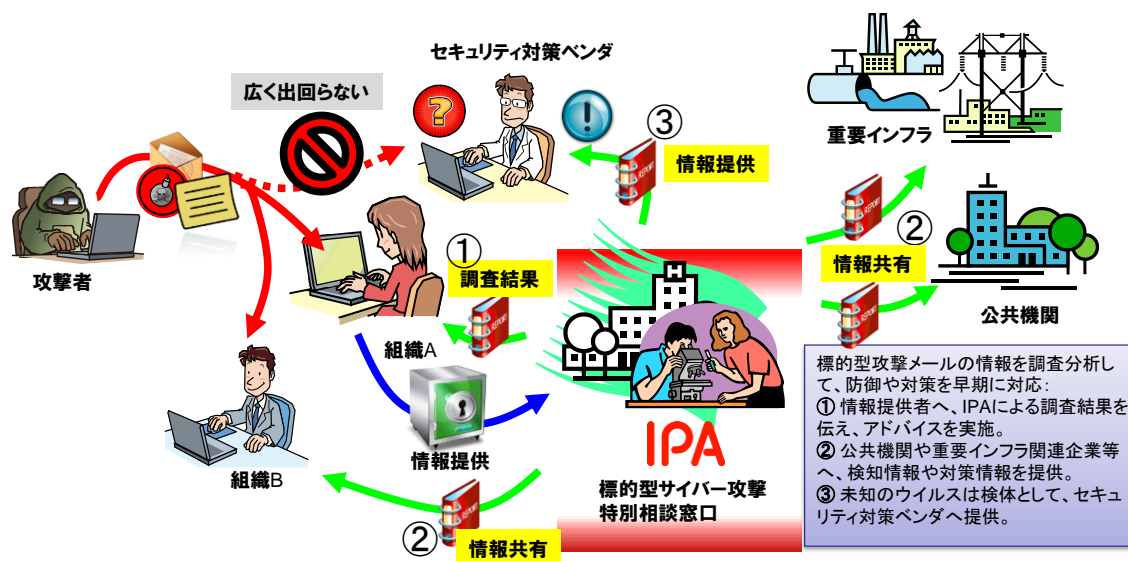 セキュリティ対策ベンダ
広く出回らない
?
!
③
情報提供
重要インフラ
攻撃者
①
調査結果
REPORT
REPORT
REPORT
②
情報共有
REPORT
公共機関
組織A
情報提供
組織B
IPA
標的型サイバー攻撃
特別相談窓口
②
情報共有
REPORT
標的型攻撃メールの情報を調査分析し
て、防御や対策を早期に対応：
① 情報提供者へ、IPAによる調査結果を
伝え、アドバイスを実施。
② 公共機関や重要インフラ関連企業等
へ、検知情報や対策情報を提供。
③ 未知のウイルスは検体として、セキュ
リティ対策ベンダへ提供。